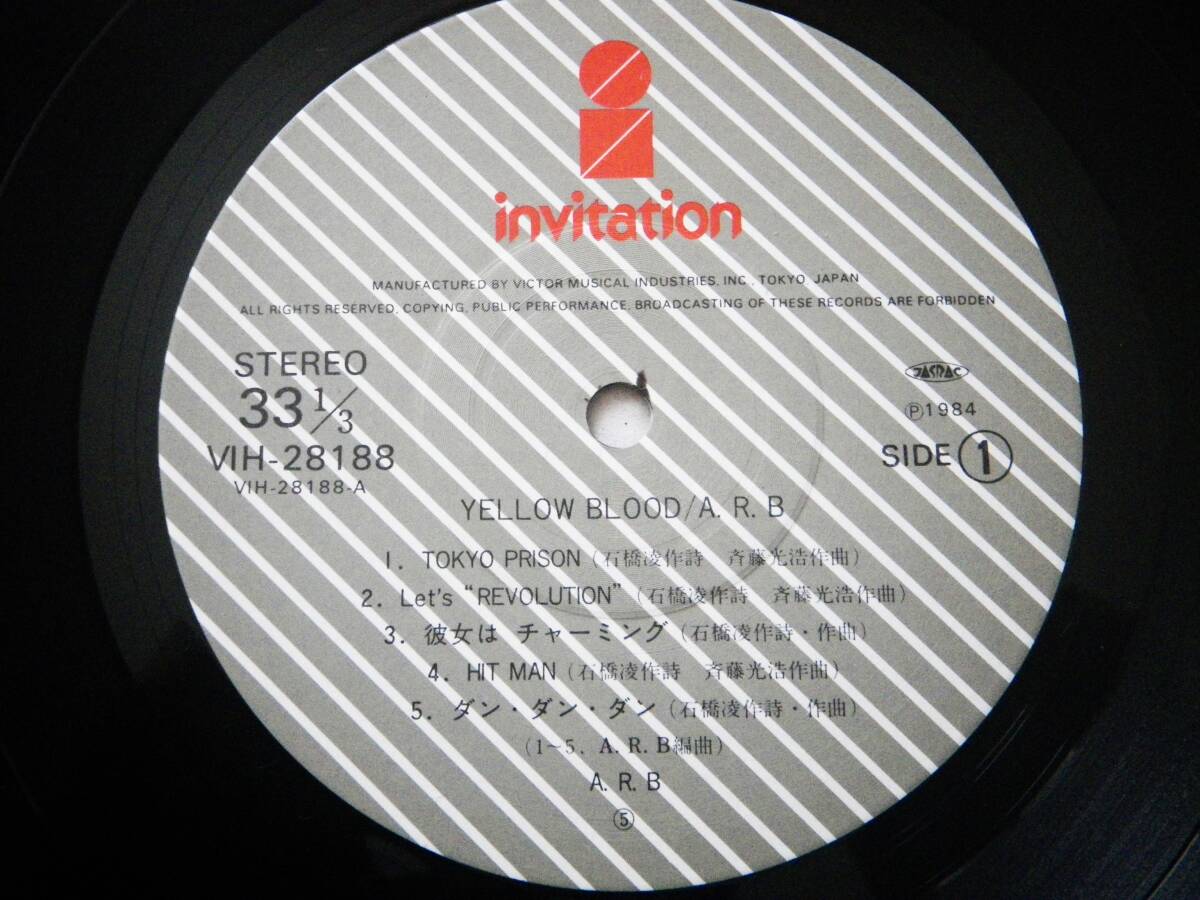 invitation
MANUFACTURED BY VICTOR MUSICAL INDUSTRIES, INC., TOKYO, JAPAN
ALL RIGHTS RESERVED, COPYING, PUBLIC PERFORMANCE, BROADCASTING OF THESE RECORDS ARE FORBIDDEN
STEREO
33 1/3
VIH-28188
VIH-28188-A
JASRAC
Ⓟ1984
SIDE ①
YELLOW BLOOD/A. R. B
1. TOKYO PRISON (石橋凌作詩 斉藤光浩作曲)
2. Let's "REVOLUTION" (石橋凌作詩 斉藤光浩作曲)
3. 彼女は チャーミング (石橋凌作詩・作曲)
4. HIT MAN (石橋凌作詩 斉藤光浩作曲)
5. ダン・ダン・ダン (石橋凌作詩・作曲)
(1~5. A. R. B編曲)
A. R. B
⑤